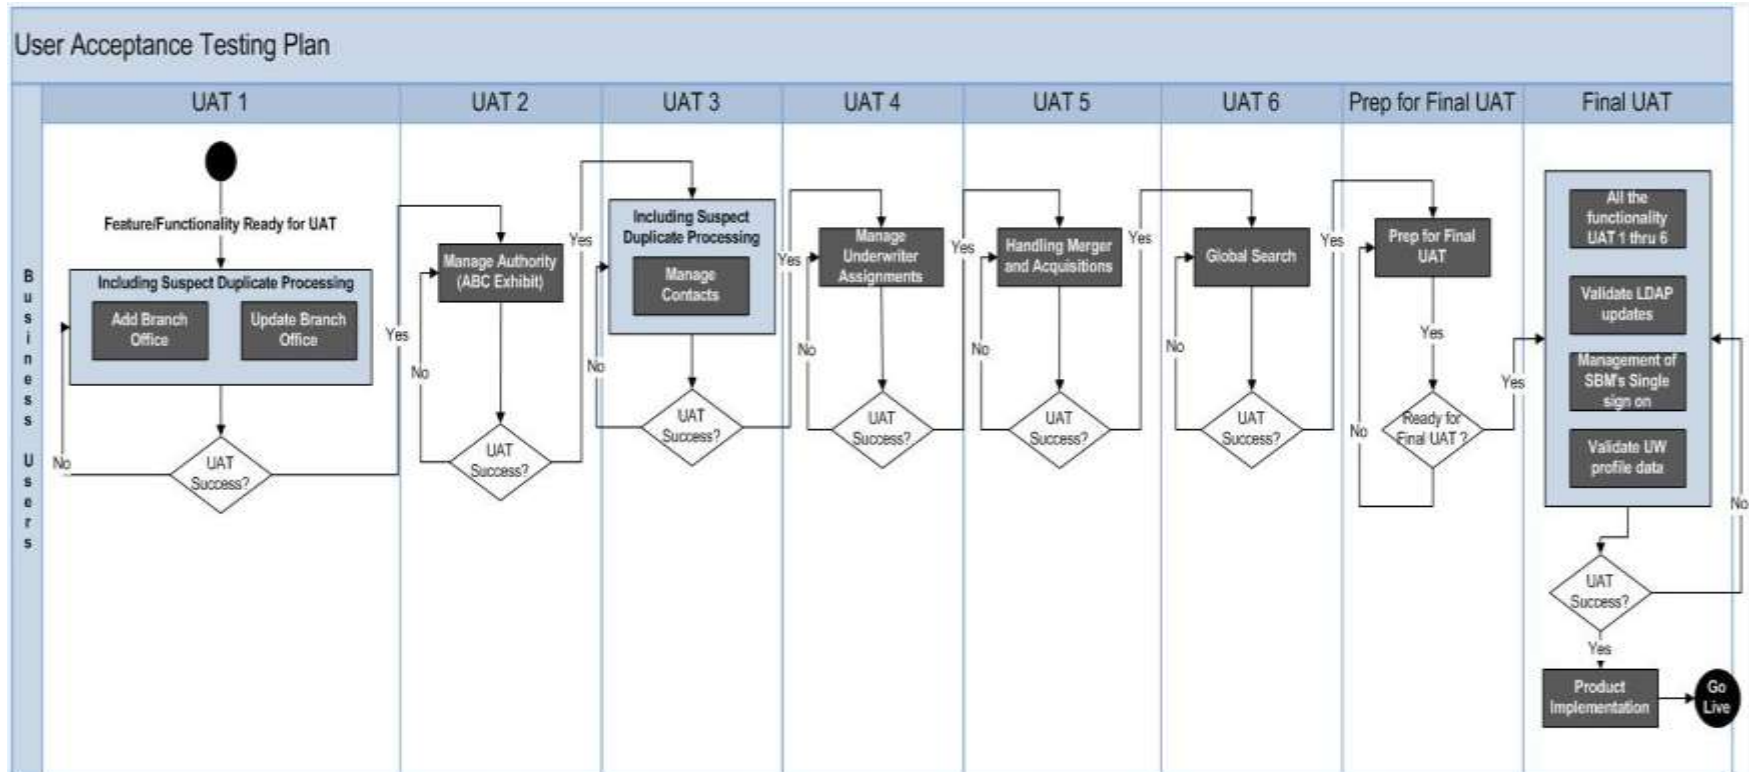 User Acceptance Testing Plan
UAT 1
UAT 2
UAT 3
UAT 4
UAT 5
UAT 6
Prep for Final UAT
Final UAT
Business Users
Feature/Functionality Ready for UAT
Including Suspect Duplicate Processing
Add Branch
Office
Update Branch
Office
UAT
Success?
No
Yes
Manage Authority
(ABC Exhibit)
No
UAT
Success?
Yes
Including Suspect
Duplicate Processing
Manage
Contacts
No
UAT
Success?
Yes
Manage
Underwriter
Assignments
No
UAT
Success?
Yes
Handling Merger
and Acquisitions
No
UAT
Success?
Yes
Global Search
No
UAT
Success?
Yes
Prep for Final
UAT
Yes
Ready for
Final UAT ?
No
Yes
All the
functionality
UAT 1 thru 6
Validate LDAP
updates
Management of
SBM's Single
sign on
Validate UW
profile data
No
UAT
Success?
Yes
Product
Implementation
Go
Live